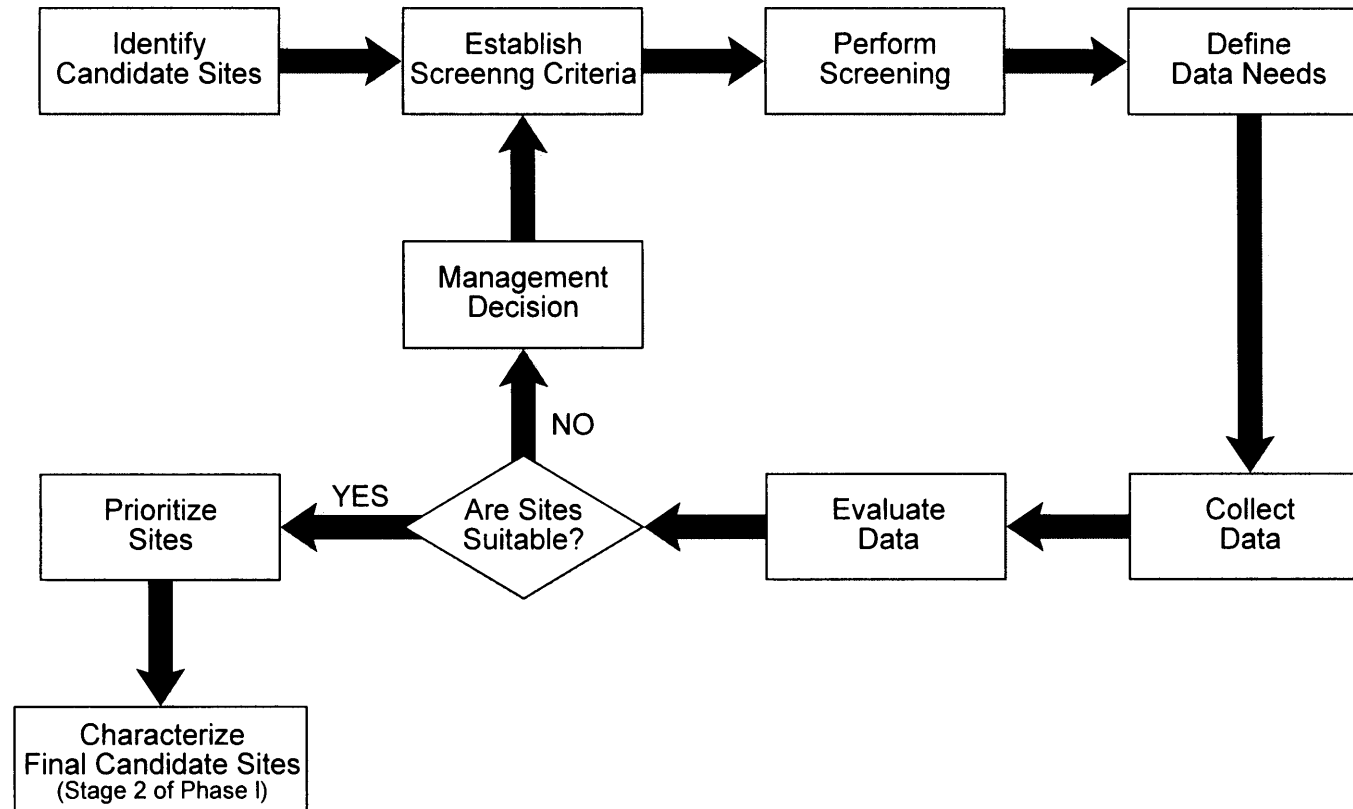 Identify
Candidate Sites
Establish
Screenng Criteria
Perform
Screening
Define
Data Needs
Management
Decision
NO
YES
Prioritize
Sites
Are Sites
Suitable?
Evaluate
Data
Collect
Data
Characterize
Final Candidate Sites
(Stage 2 of Phase I)